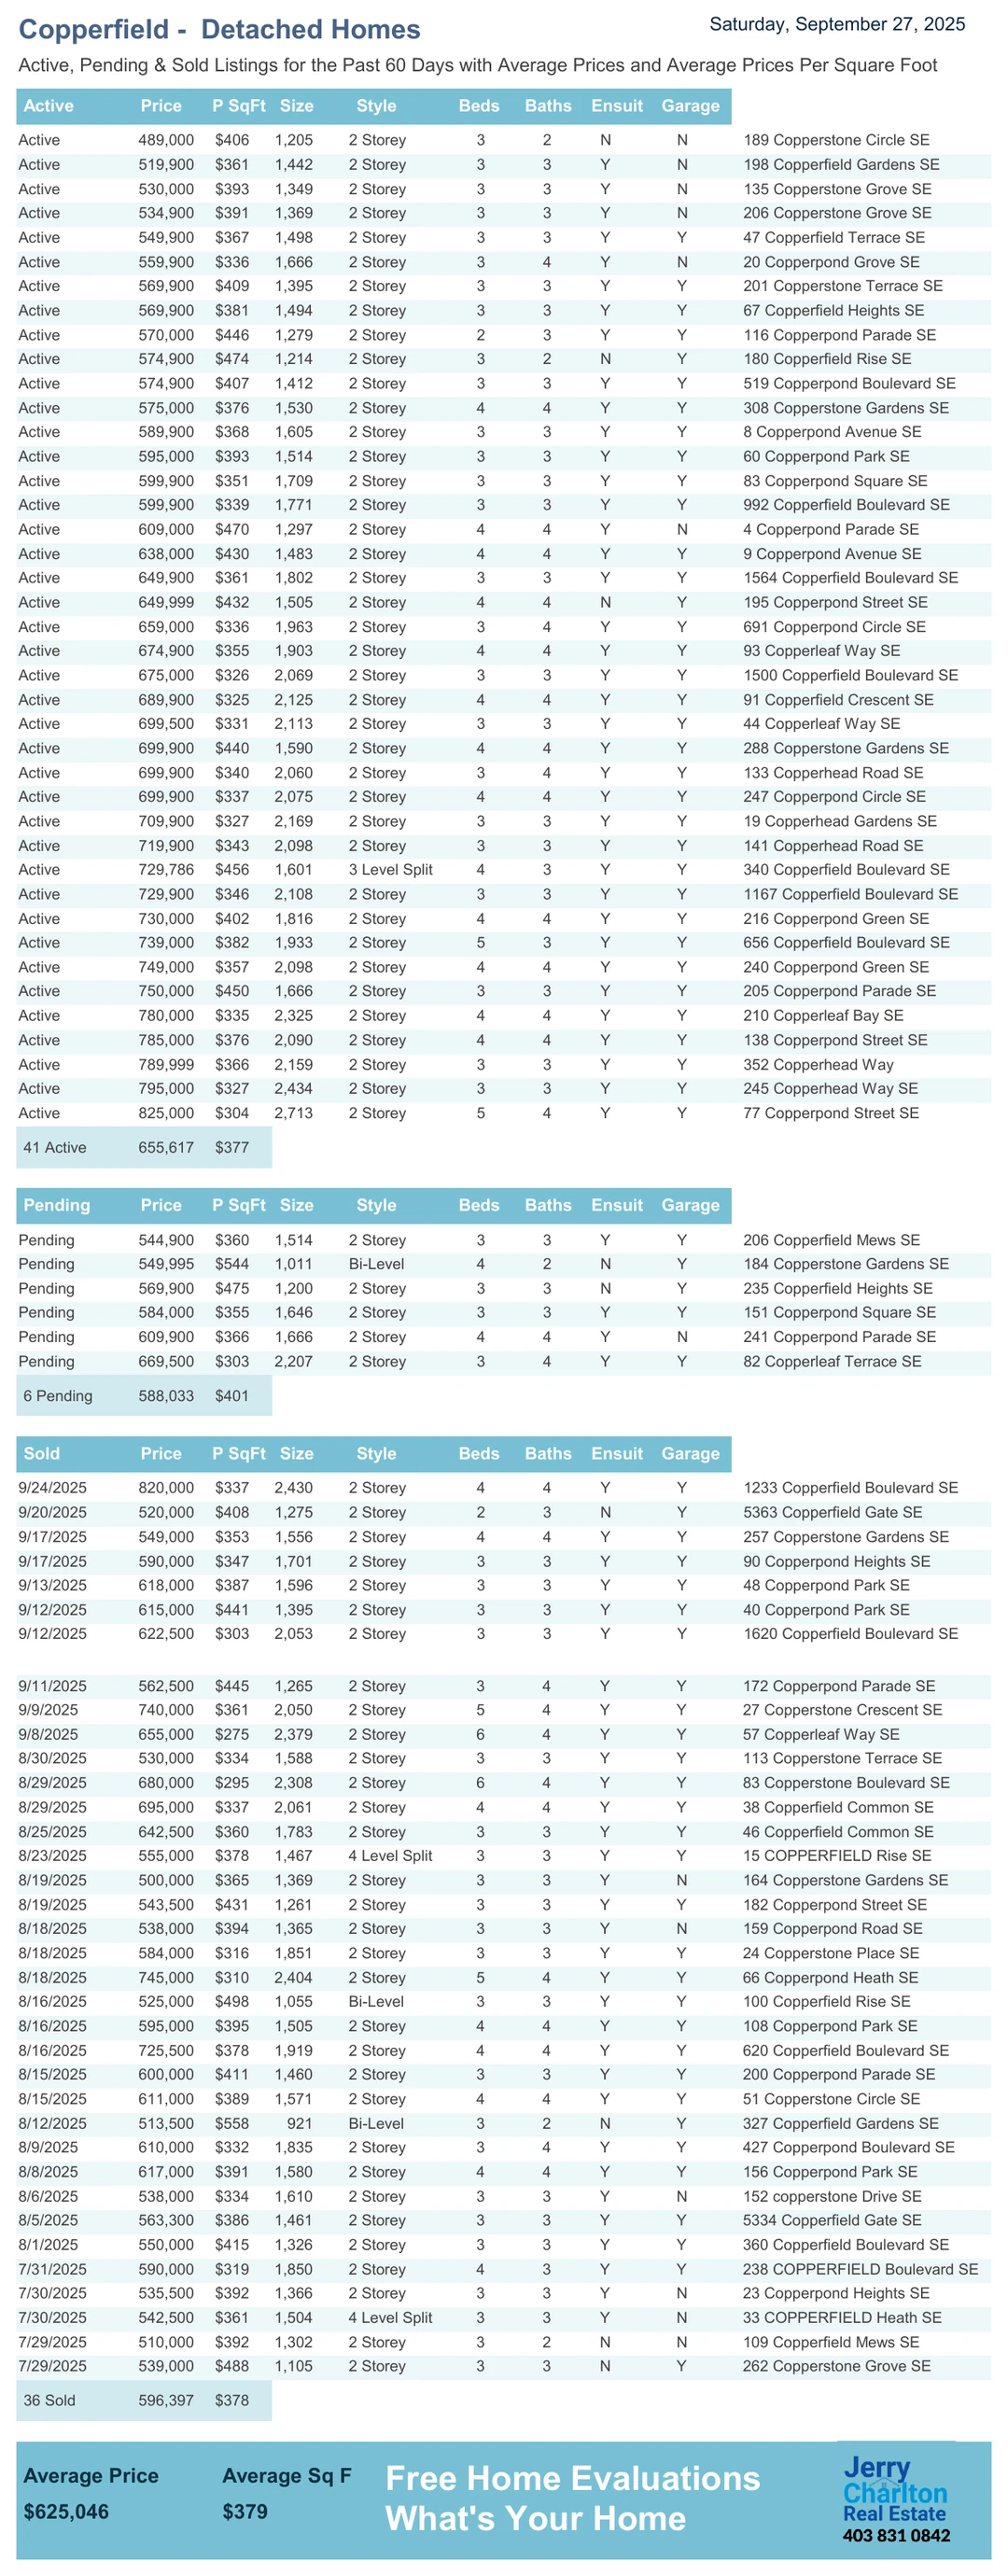 Copperfield - Detached Homes Saturday, September 27, 2025
Active, Pending & Sold Listings for the Past 60 Days with Average Prices and Average Prices Per Square Foot
Active Price P SqFt Size Style Beds Baths Ensuit Garage
Active 489,000 $406 1,205 2 Storey 3 2 N N 189 Copperstone Circle SE
Active 519,900 $361 1,442 2 Storey 3 3 Y N 198 Copperfield Gardens SE
Active 530,000 $393 1,349 2 Storey 3 3 Y N 135 Copperstone Grove SE
Active 534,900 $391 1,369 2 Storey 3 3 Y N 206 Copperstone Grove SE
Active 549,900 $367 1,498 2 Storey 3 3 Y Y 47 Copperfield Terrace SE
Active 559,900 $336 1,666 2 Storey 3 4 Y N 20 Copperpond Grove SE
Active 569,900 $409 1,395 2 Storey 3 3 Y Y 201 Copperstone Terrace SE
Active 569,900 $381 1,494 2 Storey 3 3 Y Y 67 Copperfield Heights SE
Active 570,000 $446 1,279 2 Storey 2 3 Y Y 116 Copperpond Parade SE
Active 574,900 $474 1,214 2 Storey 3 2 N Y 180 Copperfield Rise SE
Active 574,900 $407 1,412 2 Storey 3 3 Y Y 519 Copperpond Boulevard SE
Active 575,000 $376 1,530 2 Storey 4 4 Y Y 308 Copperstone Gardens SE
Active 589,900 $368 1,605 2 Storey 3 3 Y Y 8 Copperpond Avenue SE
Active 595,000 $393 1,514 2 Storey 3 3 Y Y 60 Copperpond Park SE
Active 599,900 $351 1,709 2 Storey 3 3 Y Y 83 Copperpond Square SE
Active 599,900 $339 1,771 2 Storey 3 3 Y Y 992 Copperfield Boulevard SE
Active 609,000 $470 1,297 2 Storey 4 4 Y N 4 Copperpond Parade SE
Active 638,000 $430 1,483 2 Storey 4 4 Y Y 9 Copperpond Avenue SE
Active 649,900 $361 1,802 2 Storey 3 3 Y Y 1564 Copperfield Boulevard SE
Active 649,999 $432 1,505 2 Storey 4 4 N Y 195 Copperpond Street SE
Active 659,000 $336 1,963 2 Storey 3 4 Y Y 691 Copperpond Circle SE
Active 674,900 $355 1,903 2 Storey 4 4 Y Y 93 Copperleaf Way SE
Active 675,000 $326 2,069 2 Storey 3 3 Y Y 1500 Copperfield Boulevard SE
Active 689,900 $325 2,125 2 Storey 4 4 Y Y 91 Copperfield Crescent SE
Active 699,500 $331 2,113 2 Storey 3 3 Y Y 44 Copperleaf Way SE
Active 699,900 $440 1,590 2 Storey 4 4 Y Y 288 Copperstone Gardens SE
Active 699,900 $340 2,060 2 Storey 3 4 Y Y 133 Copperhead Road SE
Active 699,900 $337 2,075 2 Storey 4 4 Y Y 247 Copperpond Circle SE
Active 709,900 $327 2,169 2 Storey 3 3 Y Y 19 Copperhead Gardens SE
Active 719,900 $343 2,098 2 Storey 3 3 Y Y 141 Copperhead Road SE
Active 729,786 $456 1,601 3 Level Split 4 3 Y Y 340 Copperfield Boulevard SE
Active 729,900 $346 2,108 2 Storey 3 3 Y Y 1167 Copperfield Boulevard SE
Active 730,000 $402 1,816 2 Storey 4 4 Y Y 216 Copperpond Green SE
Active 739,000 $382 1,933 2 Storey 5 3 Y Y 656 Copperfield Boulevard SE
Active 749,000 $357 2,098 2 Storey 4 4 Y Y 240 Copperpond Green SE
Active 750,000 $450 1,666 2 Storey 3 3 Y Y 205 Copperpond Parade SE
Active 780,000 $335 2,325 2 Storey 4 4 Y Y 210 Copperleaf Bay SE
Active 785,000 $376 2,090 2 Storey 4 4 Y Y 138 Copperpond Street SE
Active 789,999 $366 2,159 2 Storey 3 3 Y Y 352 Copperhead Way
Active 795,000 $327 2,434 2 Storey 3 3 Y Y 245 Copperhead Way SE
Active 825,000 $304 2,713 2 Storey 5 4 Y Y 77 Copperpond Street SE
41 Active 655,617 $377
Pending Price P SqFt Size Style Beds Baths Ensuit Garage
Pending 544,900 $360 1,514 2 Storey 3 3 Y Y 206 Copperfield Mews SE
Pending 549,995 $544 1,011 Bi-Level 4 2 N Y 184 Copperstone Gardens SE
Pending 569,900 $475 1,200 2 Storey 3 3 N Y 235 Copperfield Heights SE
Pending 584,000 $355 1,646 2 Storey 3 3 Y Y 151 Copperpond Square SE
Pending 609,900 $366 1,666 2 Storey 4 4 Y N 241 Copperpond Parade SE
Pending 669,500 $303 2,207 2 Storey 3 4 Y Y 82 Copperleaf Terrace SE
6 Pending 588,033 $401
Sold Price P SqFt Size Style Beds Baths Ensuit Garage
9/24/2025 820,000 $337 2,430 2 Storey 4 4 Y Y 1233 Copperfield Boulevard SE
9/20/2025 520,000 $408 1,275 2 Storey 2 3 N Y 5363 Copperfield Gate SE
9/17/2025 549,000 $353 1,556 2 Storey 4 4 Y Y 257 Copperstone Gardens SE
9/17/2025 590,000 $347 1,701 2 Storey 3 3 Y Y 90 Copperpond Heights SE
9/13/2025 618,000 $387 1,596 2 Storey 3 3 Y Y 48 Copperpond Park SE
9/12/2025 615,000 $441 1,395 2 Storey 3 3 Y Y 40 Copperpond Park SE
9/12/2025 622,500 $303 2,053 2 Storey 3 3 Y Y 1620 Copperfield Boulevard SE
9/11/2025 562,500 $445 1,265 2 Storey 3 4 Y Y 172 Copperpond Parade SE
9/9/2025 740,000 $361 2,050 2 Storey 5 4 Y Y 27 Copperstone Crescent SE
9/8/2025 655,000 $275 2,379 2 Storey 6 4 Y Y 57 Copperleaf Way SE
8/30/2025 530,000 $334 1,588 2 Storey 3 3 Y Y 113 Copperstone Terrace SE
8/29/2025 680,000 $295 2,308 2 Storey 6 4 Y Y 83 Copperstone Boulevard SE
8/29/2025 695,000 $337 2,061 2 Storey 4 4 Y Y 38 Copperfield Common SE
8/25/2025 642,500 $360 1,783 2 Storey 3 3 Y Y 46 Copperfield Common SE
8/23/2025 555,000 $378 1,467 4 Level Split 3 3 Y Y 15 COPPERFIELD Rise SE
8/19/2025 500,000 $365 1,369 2 Storey 3 3 Y N 164 Copperstone Gardens SE
8/19/2025 543,500 $431 1,261 2 Storey 3 3 Y Y 182 Copperpond Street SE
8/18/2025 538,000 $394 1,365 2 Storey 3 3 Y N 159 Copperpond Road SE
8/18/2025 584,000 $316 1,851 2 Storey 3 3 Y Y 24 Copperstone Place SE
8/18/2025 745,000 $310 2,404 2 Storey 5 4 Y Y 66 Copperpond Heath SE
8/16/2025 525,000 $498 1,055 Bi-Level 3 3 Y Y 100 Copperfield Rise SE
8/16/2025 595,000 $395 1,505 2 Storey 4 4 Y Y 108 Copperpond Park SE
8/16/2025 725,500 $378 1,919 2 Storey 4 4 Y Y 620 Copperfield Boulevard SE
8/15/2025 600,000 $411 1,460 2 Storey 3 3 Y Y 200 Copperpond Parade SE
8/15/2025 611,000 $389 1,571 2 Storey 4 4 Y Y 51 Copperstone Circle SE
8/12/2025 513,500 $558 921 Bi-Level 3 2 N Y 327 Copperfield Gardens SE
8/9/2025 610,000 $332 1,835 2 Storey 3 4 Y Y 427 Copperpond Boulevard SE
8/8/2025 617,000 $391 1,580 2 Storey 4 4 Y Y 156 Copperpond Park SE
8/6/2025 538,000 $334 1,610 2 Storey 3 3 Y N 152 copperstone Drive SE
8/5/2025 563,300 $386 1,461 2 Storey 3 3 Y Y 5334 Copperfield Gate SE
8/1/2025 550,000 $415 1,326 2 Storey 3 3 Y Y 360 Copperfield Boulevard SE
7/31/2025 590,000 $319 1,850 2 Storey 4 3 Y Y 238 COPPERFIELD Boulevard SE
7/30/2025 535,500 $392 1,366 2 Storey 3 3 Y N 23 Copperpond Heights SE
7/30/2025 542,500 $361 1,504 4 Level Split 3 3 Y N 33 COPPERFIELD Heath SE
7/29/2025 510,000 $392 1,302 2 Storey 3 2 N N 109 Copperfield Mews SE
7/29/2025 539,000 $488 1,105 2 Storey 3 3 N Y 262 Copperstone Grove SE
36 Sold 596,397 $378
Average Price Average Sq F
$625,046 $379
Free Home Evaluations
What's Your Home
Jerry
Charlton
Real Estate
403 831 0842